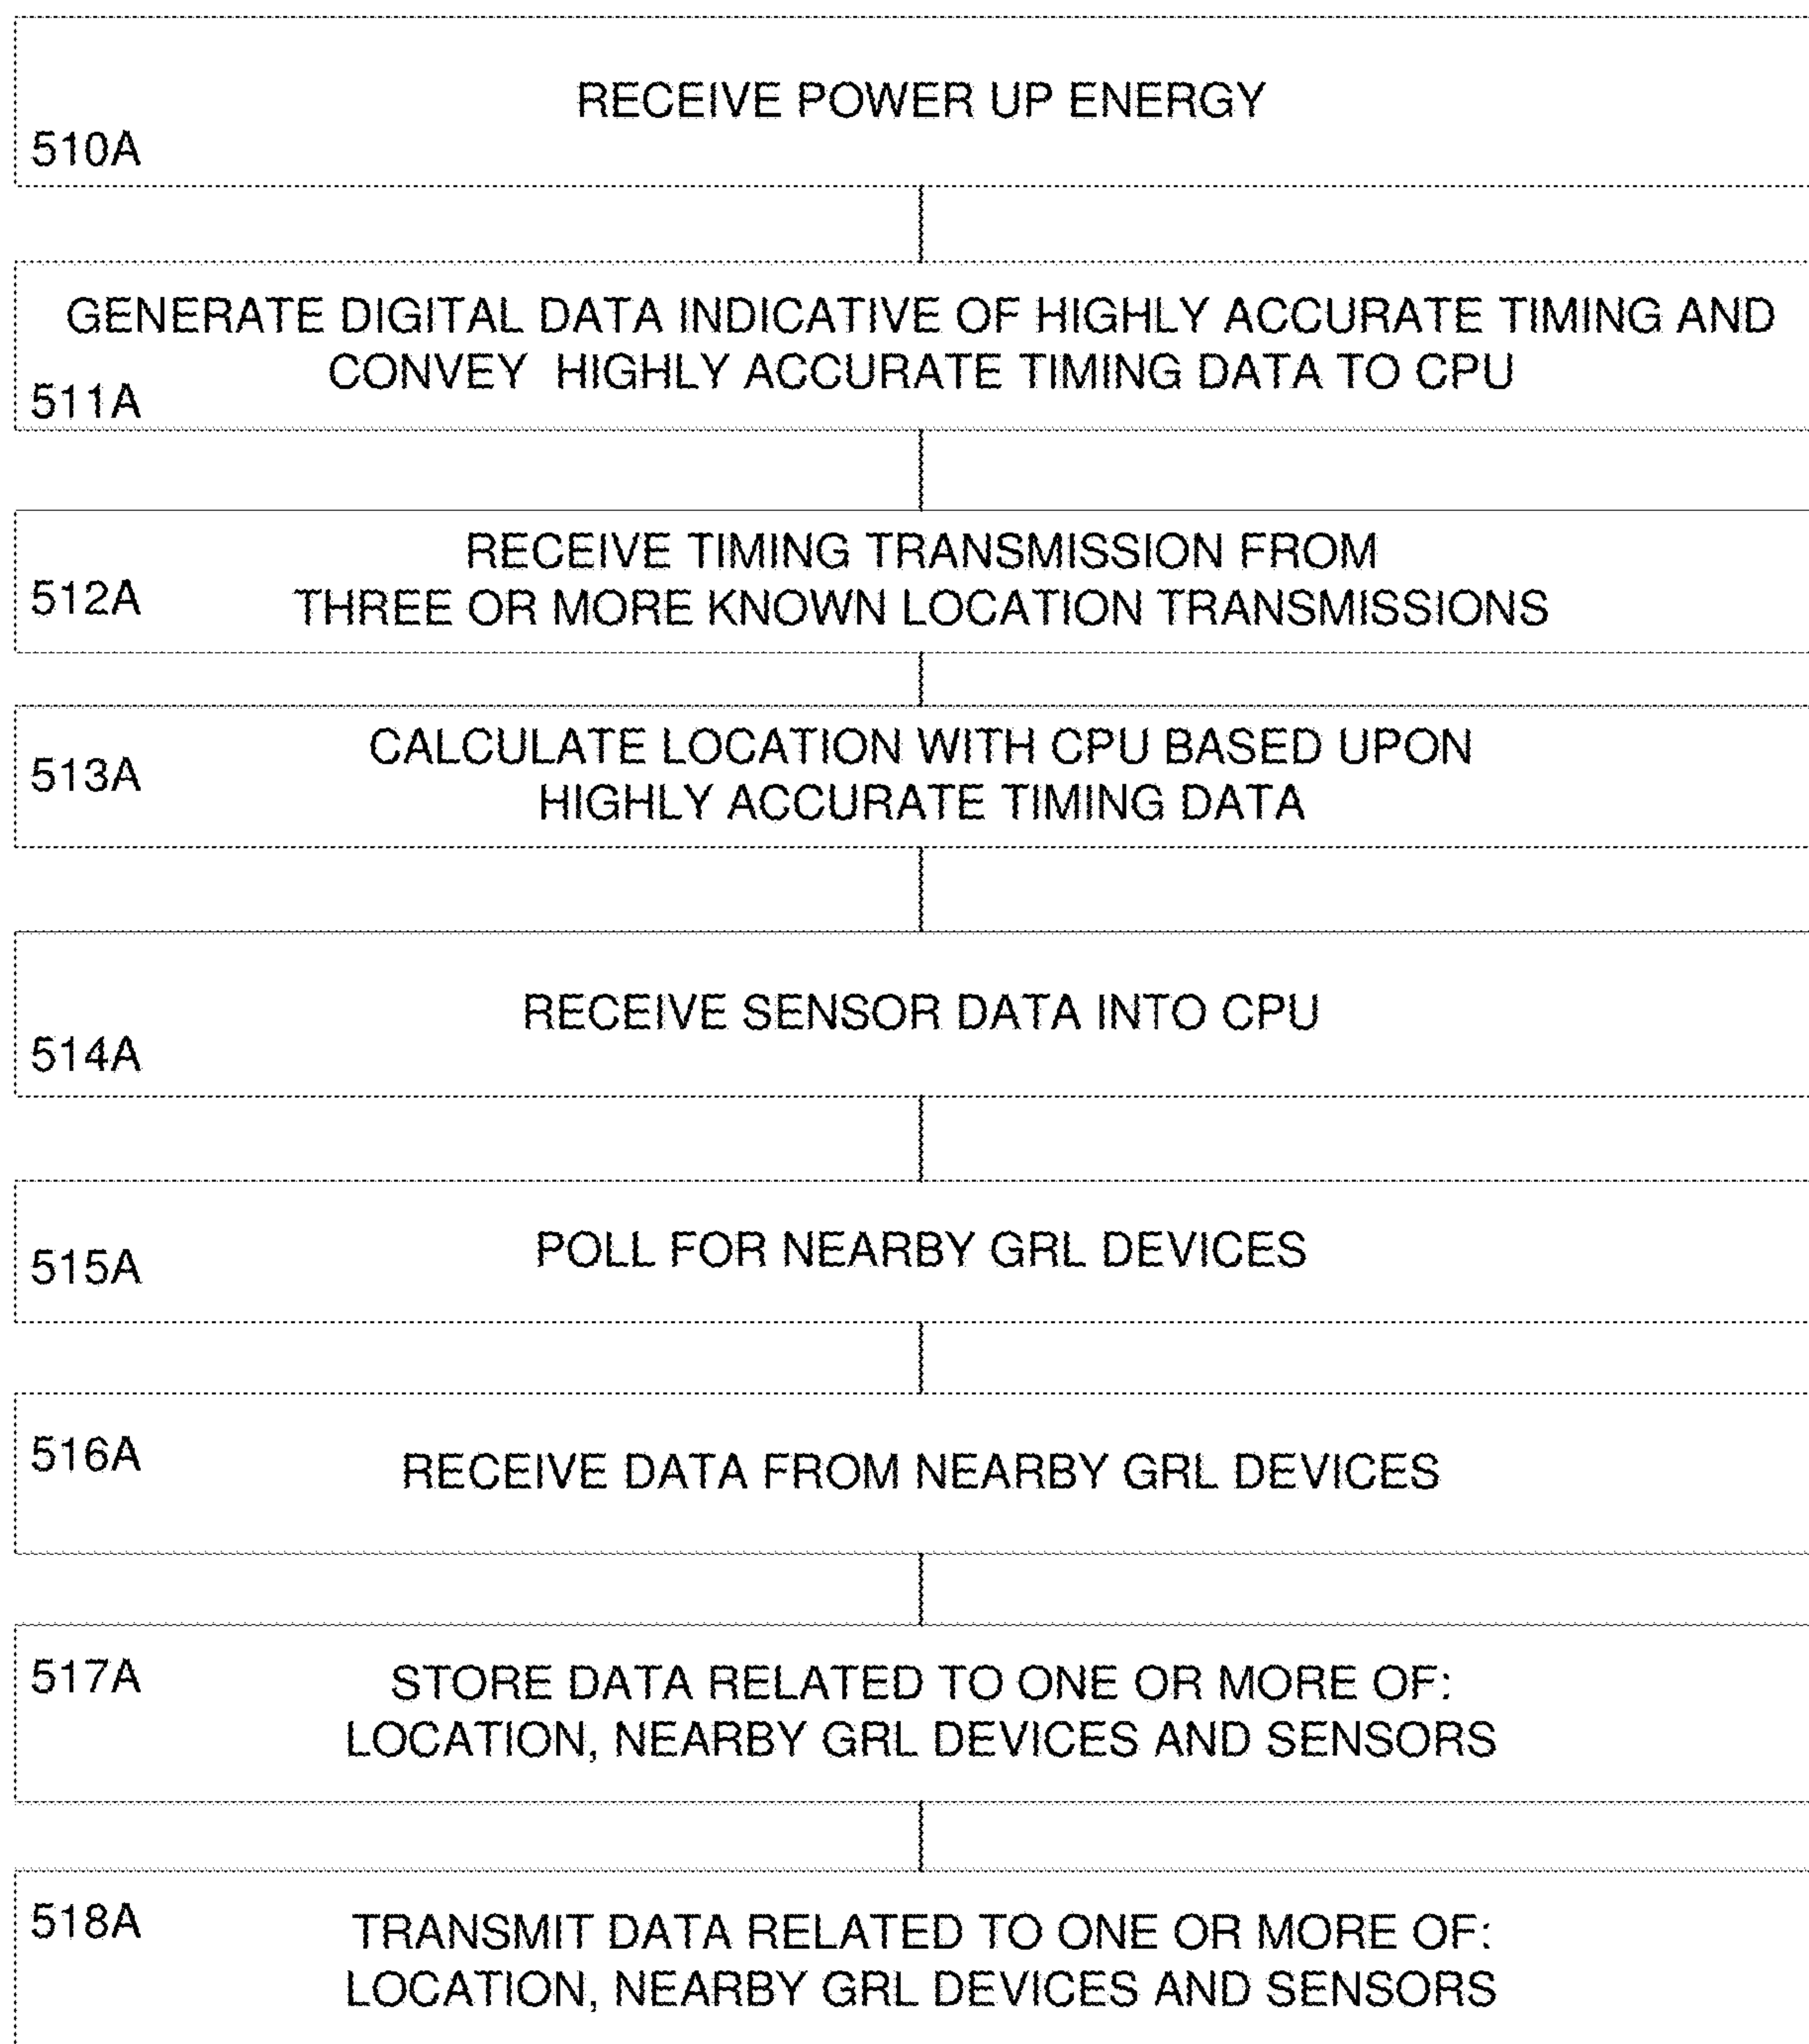 RECEIVE POWER UP ENERGY
510A
GENERATE DIGITAL DATA INDICATIVE OF HIGHLY ACCURATE TIMING AND
CONVEY HIGHLY ACCURATE TIMING DATA TO CPU
511A
RECEIVE TIMING TRANSMISSION FROM
512A
THREE OR MORE KNOWN LOCATION TRANSMISSIONS
CALCULATE LOCATION WITH CPU BASED UPON
513A
HIGHLY ACCURATE TIMING DATA
RECEIVE SENSOR DATA INTO CPU
514A
POLL FOR NEARBY GRL DEVICES
515A
516A
RECEIVE DATA FROM NEARBY GRL DEVICES
517A
STORE DATA RELATED TO ONE OR MORE OF:
LOCATION, NEARBY GRL DEVICES AND SENSORS
518A
TRANSMIT DATA RELATED TO ONE OR MORE OF:
LOCATION, NEARBY GRL DEVICES AND SENSORS